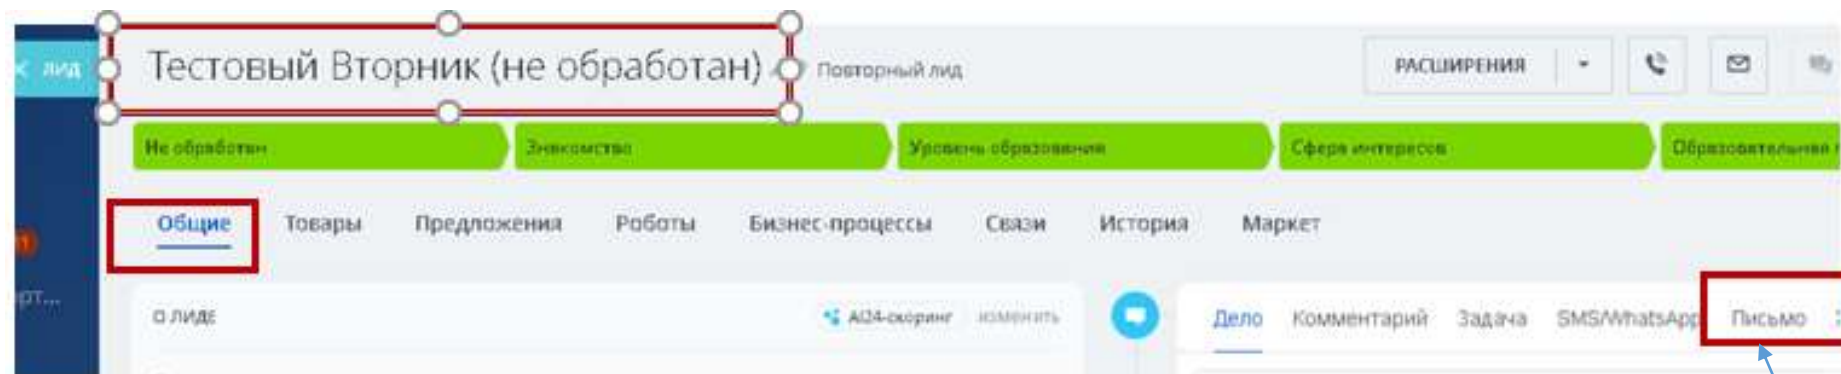 Тестовый Вторник (не обработан)
Повторный лид
РАСШИРЕНИЯ
лид
Не обработан
Знакомство
Уровень образования
Сфера интересов
Образовательная
Общие
Товары
Предложения
Роботы
Бизнес-процессы
Связи
История
Маркет
О ЛИДЕ
AI24-скоринг
изменить
Дело
Комментарий
Задача
SMS/WhatsApp
Письмо